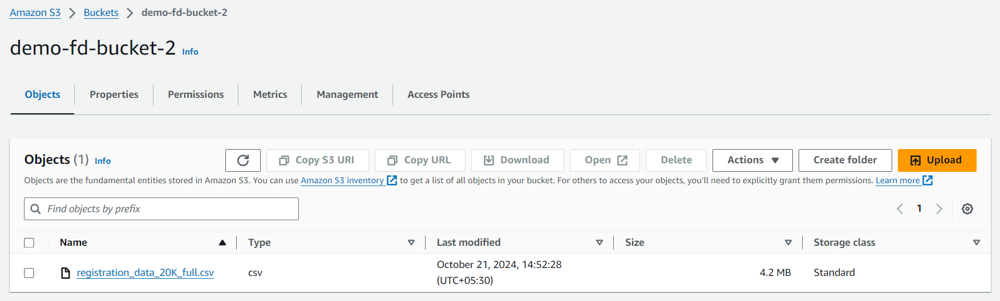 Amazon S3 > Buckets > demo-fd-bucket-2
demo-fd-bucket-2 Info
Objects Properties Permissions Metrics Management Access Points
Objects (1) Info Copy S3 URI Copy URL Download Open Delete Actions Create folder Upload
Objects are the fundamental entities stored in Amazon S3. You can use Amazon S3 inventory to get a list of all objects in your bucket. For others to access your objects, you’ll need to explicitly grant them permissions. Learn more
Find objects by prefix 1
Name Type Last modified Size Storage class
registration_data_20K_full.csv csv October 21, 2024, 14:52:28 4.2 MB Standard
(UTC+05:30)